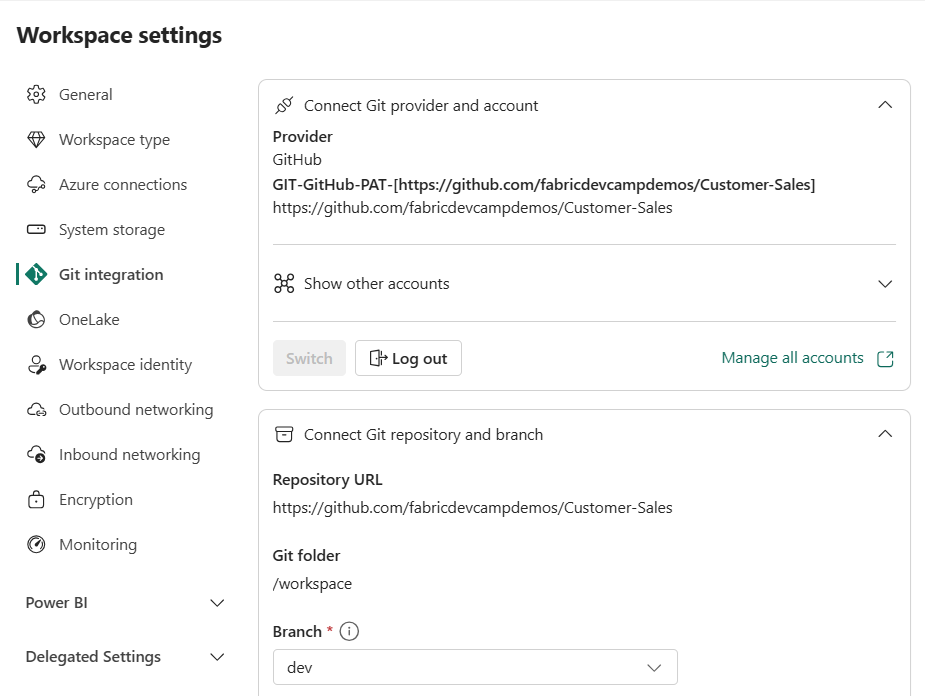 Workspace settings
General
Workspace type
Azure connections
System storage
Git integration
OneLake
Workspace identity
Outbound networking
Inbound networking
Encryption
Monitoring
Power BI
Delegated Settings
Connect Git provider and account
Provider
GitHub
GIT-GitHub-PAT-[https://github.com/fabricdevcampdemos/Customer-Sales]
https://github.com/fabricdevcampdemos/Customer-Sales
Show other accounts
Switch
Log out
Manage all accounts
Connect Git repository and branch
Repository URL
https://github.com/fabricdevcampdemos/Customer-Sales
Git folder
/workspace
Branch *
dev